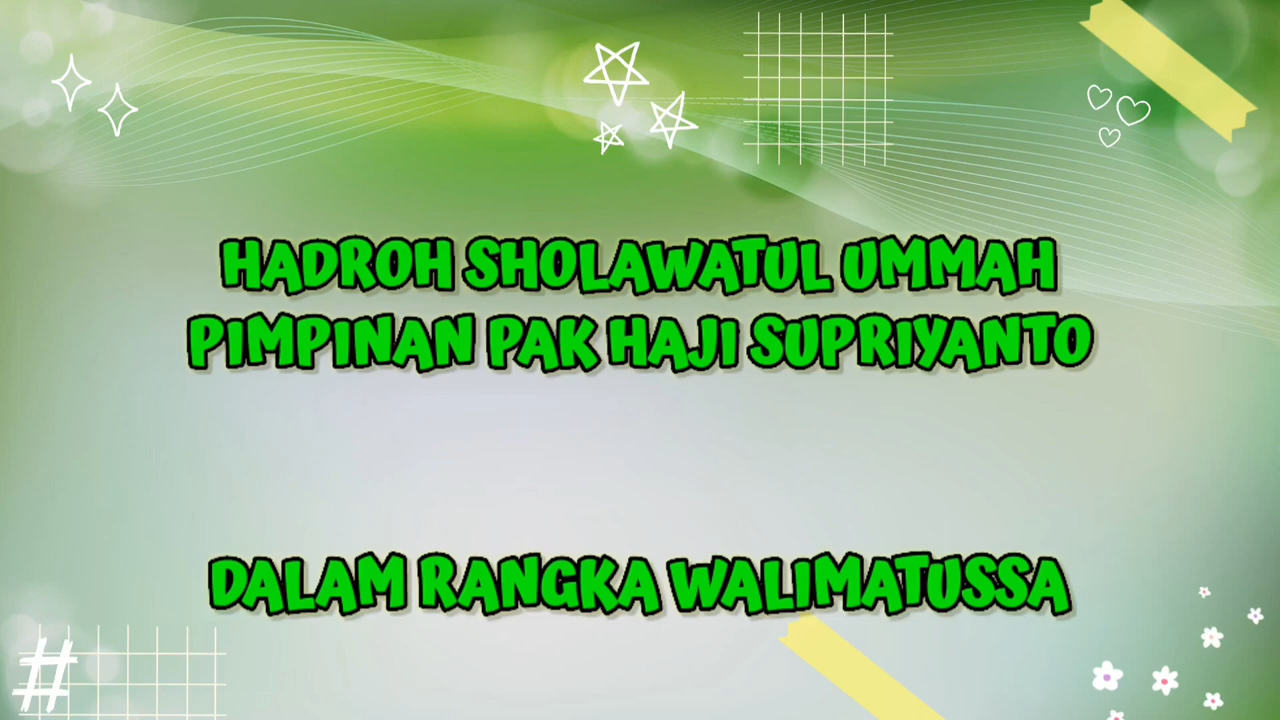 HADROH SHOLAWATUL UMMAH
PIMPINAN PAK HAJI SUPRIYANTO
DALAM RANGKA WALIMATUSSA
#